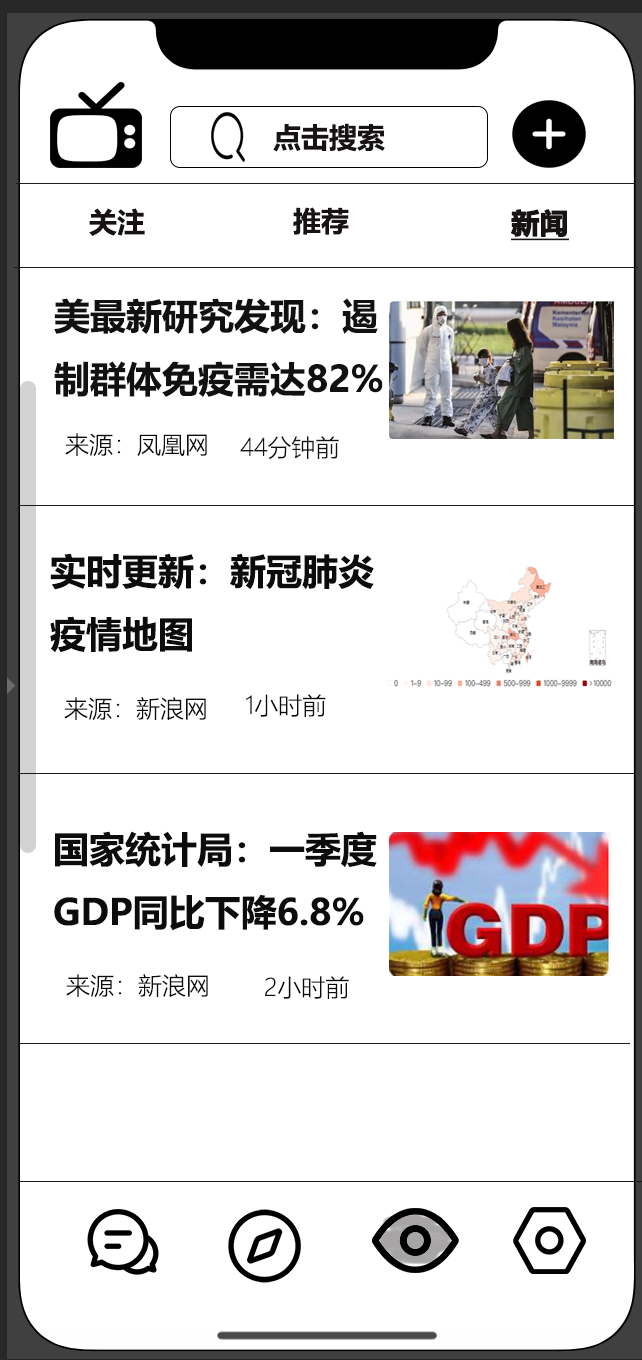 点击搜索
关注
推荐
新闻
美最新研究发现：遏
制群体免疫需达82%
来源：凤凰网
44分钟前
Kementerian
Kesihatan
Malaysia
实时更新：新冠肺炎
疫情地图
来源：新浪网
1小时前
0 1-9 10-99 100-499 500-999 1000-9999 >10000
国家统计局：一季度
GDP同比下降6.8%
来源：新浪网
2小时前
GDP